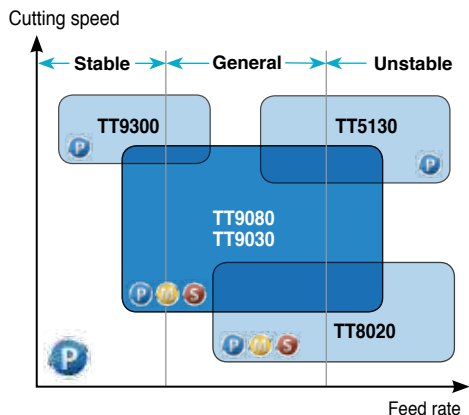 Cutting speed
Stable General Unstable
TT9300 TT5130
P P
TT9080
TT9030
P M S
P M S
TT8020
P
Feed rate